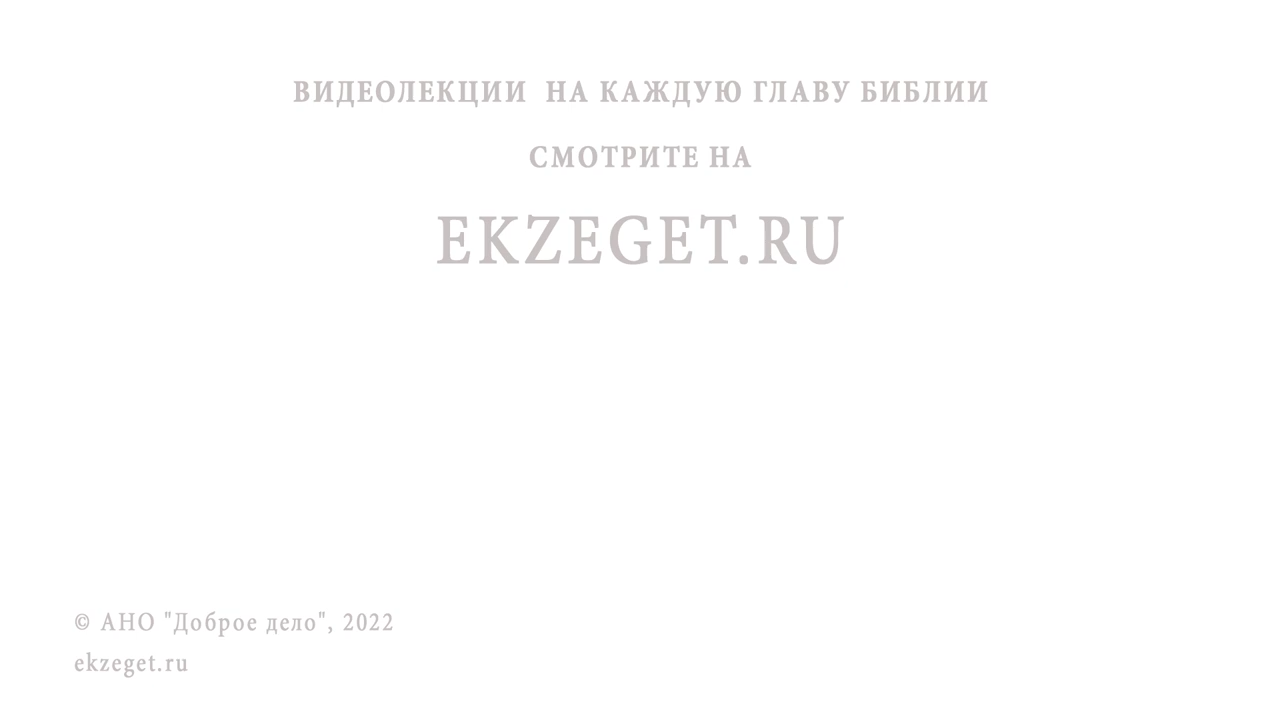 ВИДЕОЛЕКЦИИ НА КАЖДУЮ ГЛАВУ БИБЛИИ
СМОТРИТЕ НА
EKZEGET.RU
© АНО "Доброе дело", 2022
ekzeget.ru